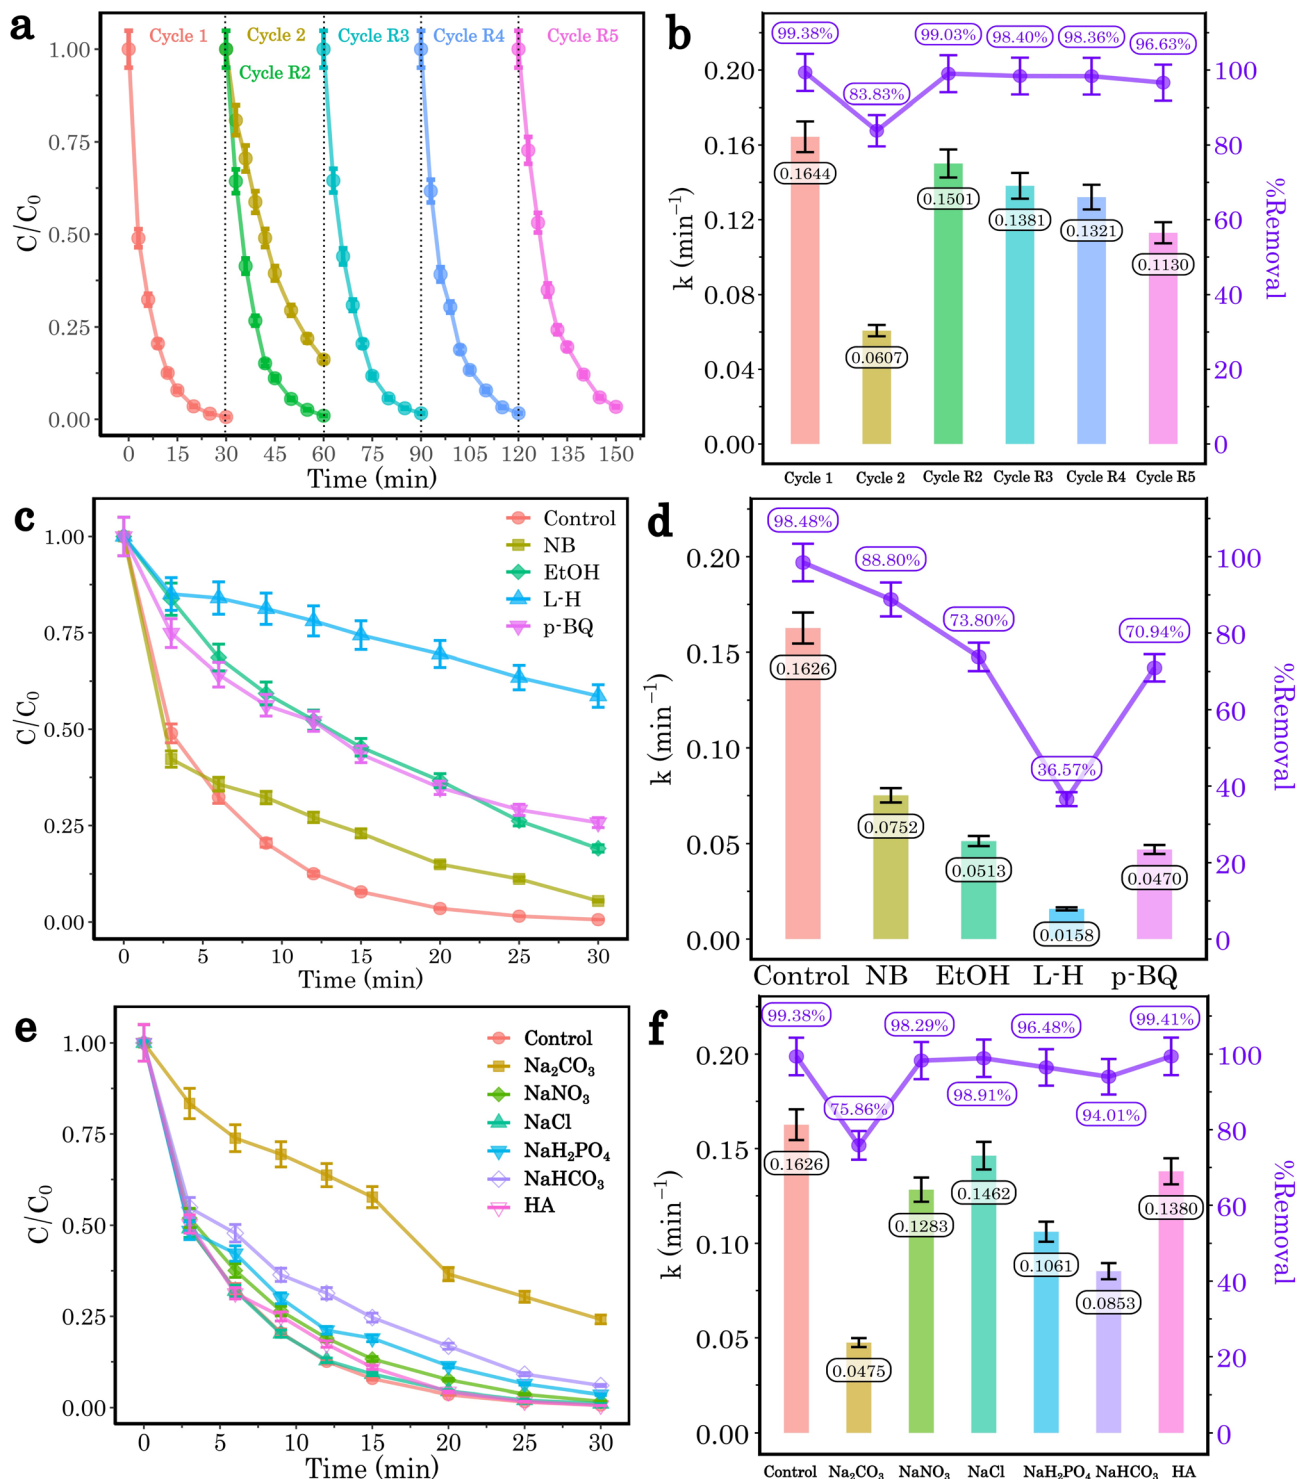 a
Cycle 1
Cycle 2
Cycle R2
Cycle R3
Cycle R4
Cycle R5
C/C₀
1.00
0.75
0.50
0.25
0.00
0 15 30 45 60 75 90 105 120 135 150
Time (min)
b
99.38%
83.83%
99.03%
98.40%
98.36%
96.63%
k (min⁻¹)
0.20
0.16
0.12
0.08
0.04
0.00
0.1644
0.0607
0.1501
0.1381
0.1321
0.1130
100
80
60
40
20
0
%Removal
Cycle 1 Cycle 2 Cycle R2 Cycle R3 Cycle R4 Cycle R5
c
Control
NB
EtOH
L-H
p-BQ
C/C₀
1.00
0.75
0.50
0.25
0.00
0 5 10 15 20 25 30
Time (min)
d
98.48%
88.80%
73.80%
36.57%
70.94%
k (min⁻¹)
0.20
0.15
0.10
0.05
0.00
0.1626
0.0752
0.0513
0.0158
0.0470
100
80
60
40
20
0
%Removal
Control NB EtOH L-H p-BQ
e
Control
Na₂CO₃
NaNO₃
NaCl
NaH₂PO₄
NaHCO₃
HA
C/C₀
1.00
0.75
0.50
0.25
0.00
0 5 10 15 20 25 30
Time (min)
f
99.38%
75.86%
98.29%
98.91%
96.48%
94.01%
99.41%
k (min⁻¹)
0.20
0.15
0.10
0.05
0.00
0.1626
0.0475
0.1283
0.1462
0.1061
0.0853
0.1380
100
80
60
40
20
0
%Removal
Control Na₂CO₃ NaNO₃ NaCl NaH₂PO₄ NaHCO₃ HA